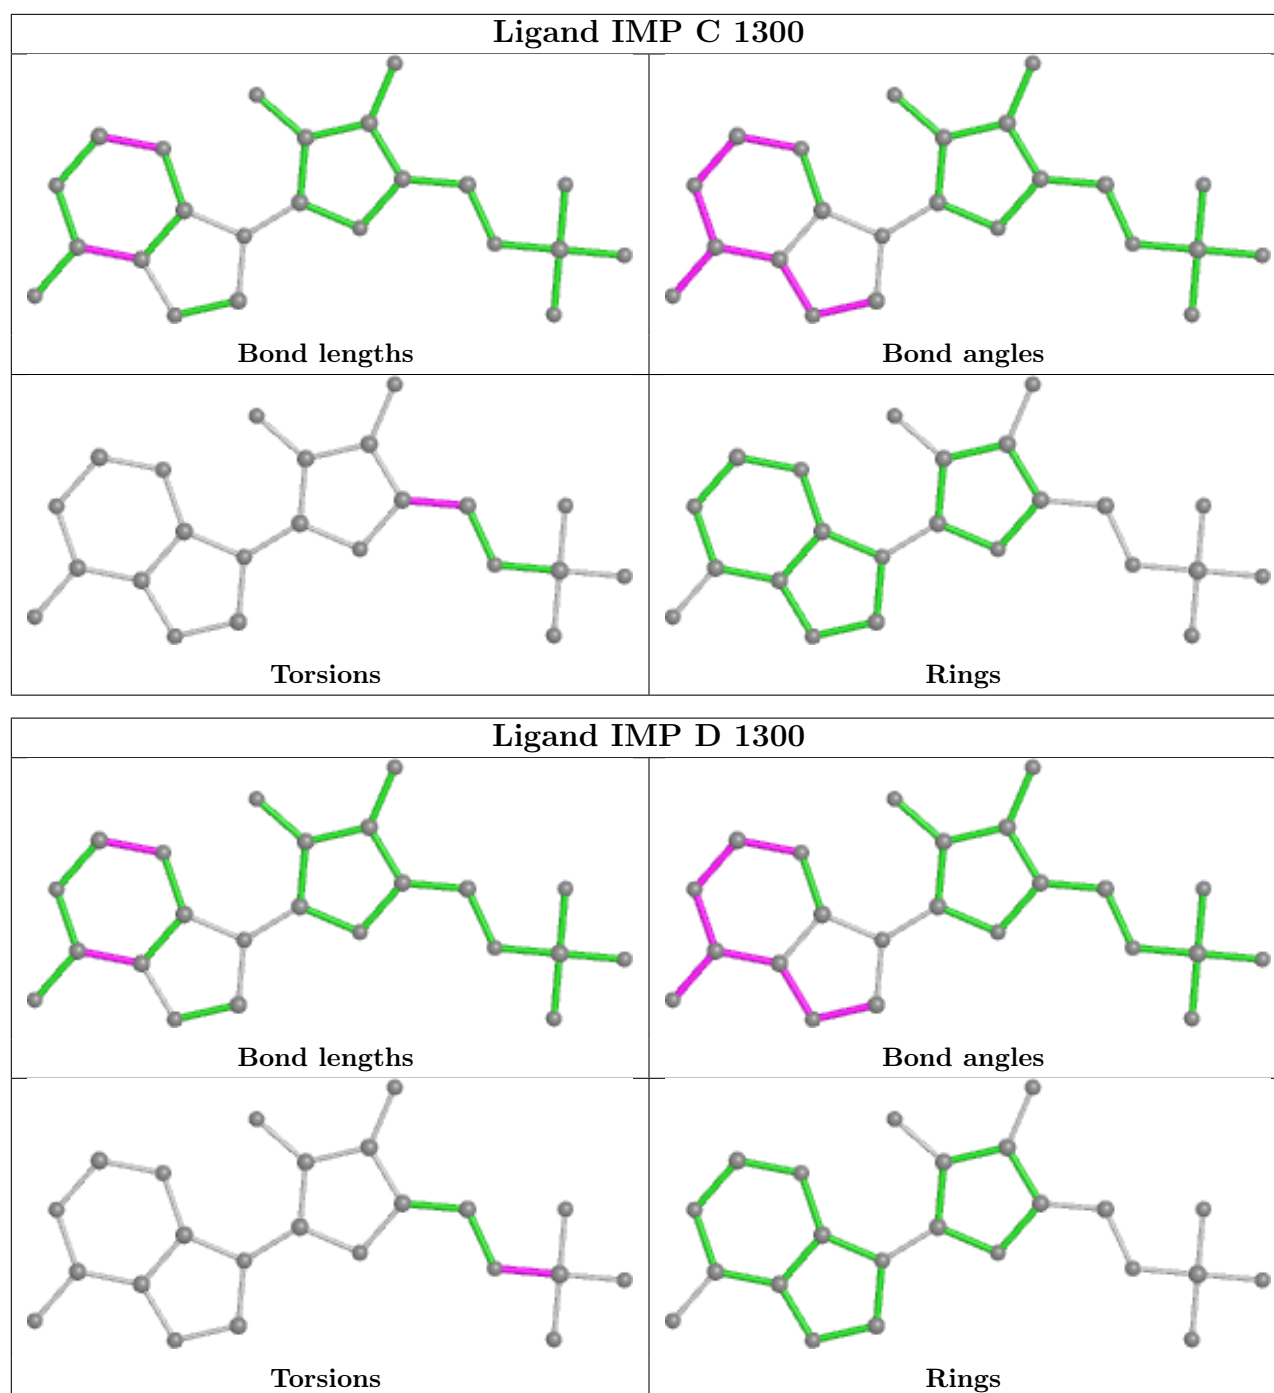 Ligand IMP C 1300
Bond lengths
Bond angles
Torsions
Rings
Ligand IMP D 1300
Bond lengths
Bond angles
Torsions
Rings